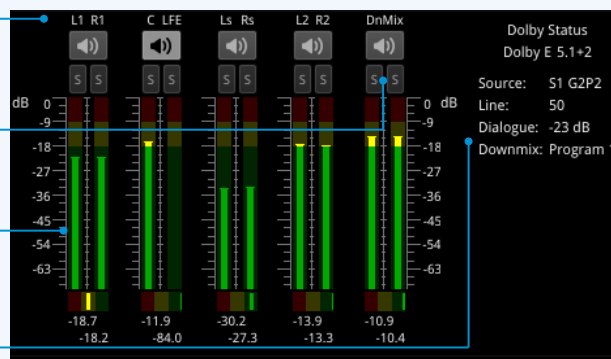 L1 R1 C LFE Ls Rs L2 R2 DnMix
S S S S S S S S S S
dB 0 0 dB
-9 -9
-18 -18
-27 -27
-36 -36
-45 -45
-54 -54
-63 -63
-18.7 -11.9 -30.2 -13.9 -10.9
-18.2 -84.0 -27.3 -13.3 -10.4
Dolby Status
Dolby E 5.1+2
Source: S1 G2P2
Line: 50
Dialogue: -23 dB
Downmix: Program 1